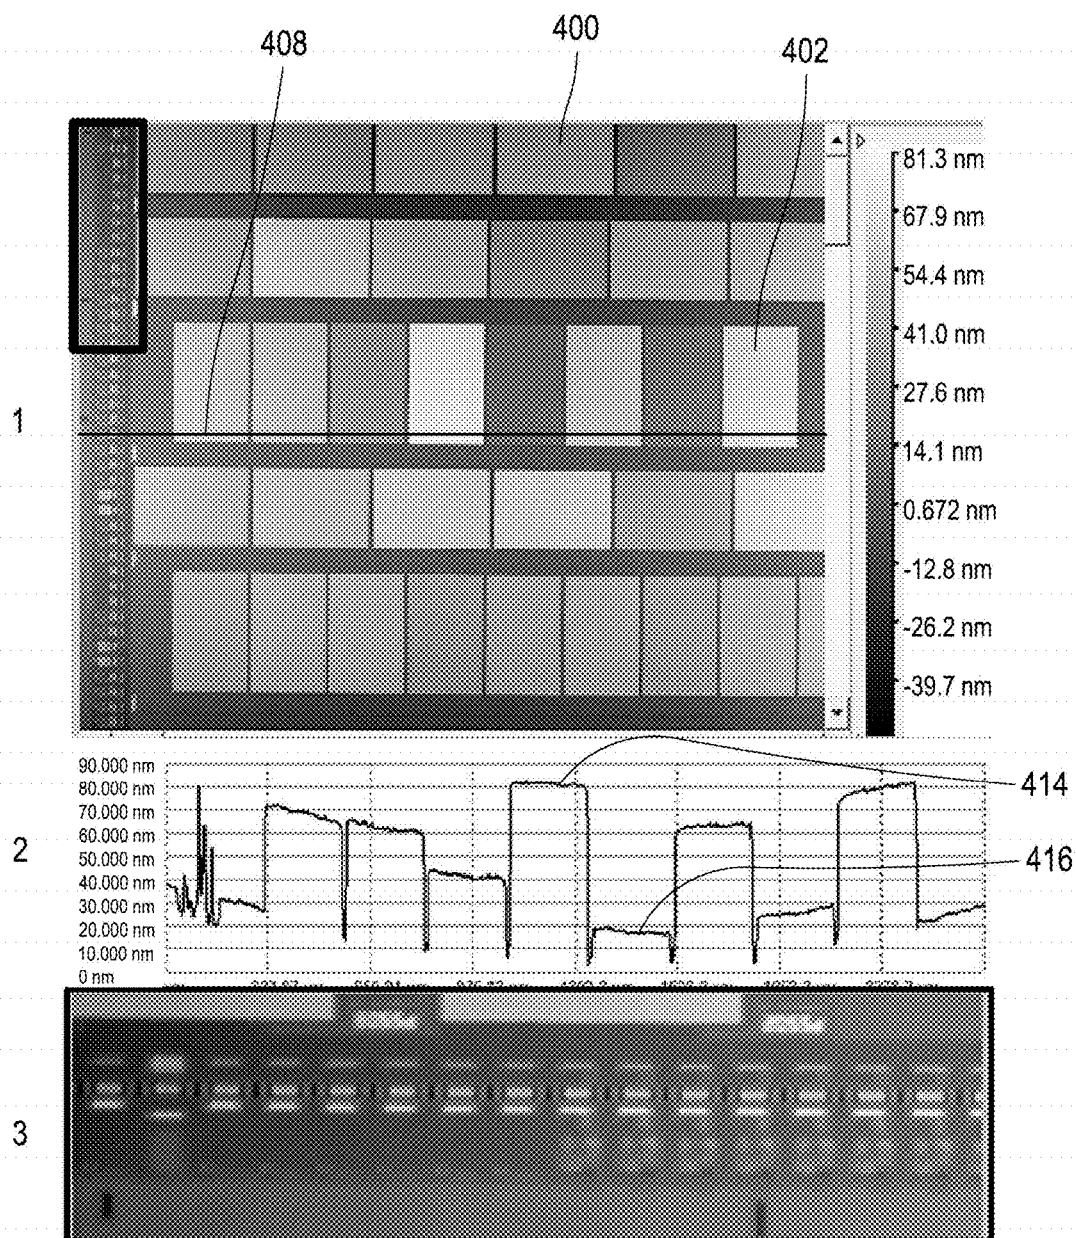 408
400
402
81.3 nm
67.9 nm
54.4 nm
41.0 nm
27.6 nm
14.1 nm
0.672 nm
-12.8 nm
-26.2 nm
-39.7 nm
1
90.000 nm
80.000 nm
70.000 nm
60.000 nm
50.000 nm
40.000 nm
30.000 nm
20.000 nm
10.000 nm
0 nm
414
416
2
3